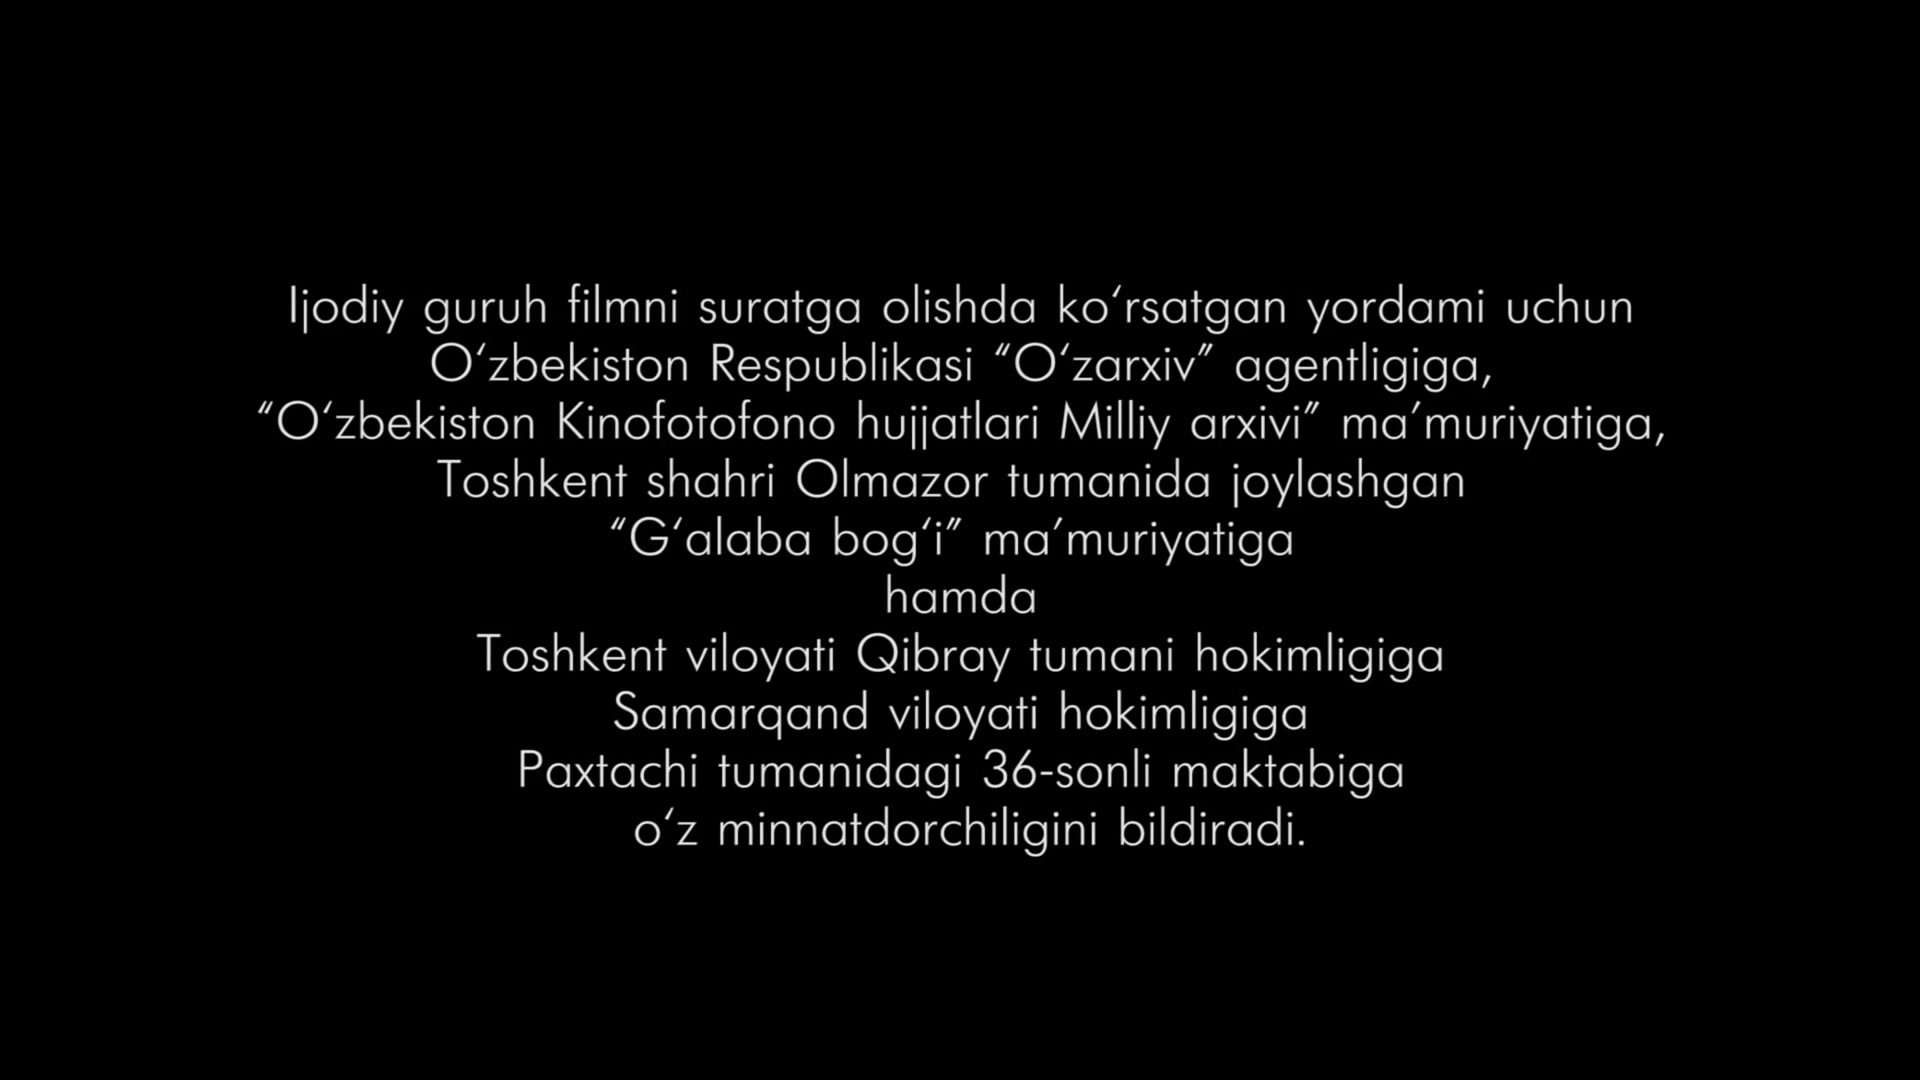 Ijodiy guruh filmni suratga olishda ko‘rsatgan yordami uchun
O‘zbekiston Respublikasi “O‘zarxiv” agentligiga,
“O‘zbekiston Kinofotofono hujjatlari Milliy arxivi” ma’muriyatiga,
Toshkent shahri Olmazor tumanida joylashgan
“G‘alaba bog‘i” ma’muriyatiga
hamda
Toshkent viloyati Qibray tumani hokimligiga
Samarqand viloyati hokimligiga
Paxtachi tumanidagi 36-sonli maktabiga
o‘z minnatdorchiligini bildiradi.